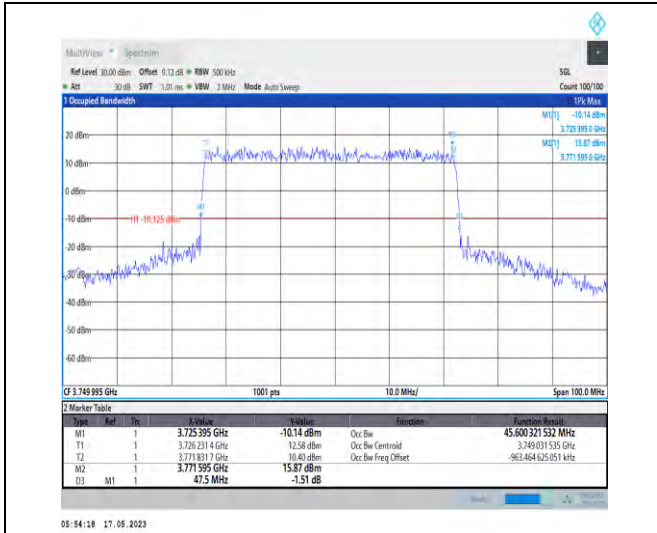 MultiView Spectrum
Ref Level 30.00 dBm Offset 9.12 dB RBW 500 kHz SGL
Att 30 dB SWT 1.01 ms VBW 2 MHz Mode Auto Sweep Count 100/100
1 Occupied Bandwidth 1Pk Max
M1[1] -10.14 dBm
3.725 395 0 GHz
20 dBm
M2[1] 15.87 dBm
3.771 595 0 GHz
10 dBm
0 dBm
M1
-10 dBm H1 -10.125 dBm
-20 dBm
-30 dBm
-40 dBm
-50 dBm
-60 dBm
CF 3.749 995 GHz 1001 pts 10.0 MHz/ Span 100.0 MHz
2 Marker Table
Type Ref Trc X-Value Y-Value Function Function Result
M1 1 3.725 395 GHz -10.14 dBm Occ Bw 45.600 321 532 MHz
T1 1 3.726 231 4 GHz 12.58 dBm Occ Bw Centroid 3.749 031 535 GHz
T2 1 3.771 831 7 GHz 10.40 dBm Occ Bw Freq Offset -963.464 625 051 kHz
M2 1 3.771 595 GHz 15.87 dBm
D3 M1 1 47.5 MHz -1.51 dB
05:54:18 17.05.2023